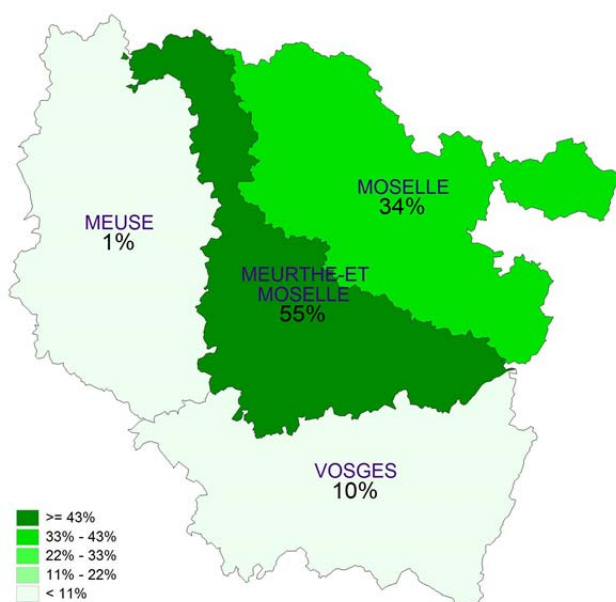 MOSELLE
34%
MEUSE
1%
MEURTHE-ET
MOSELLE
55%
VOSGES
10%
>= 43%
33% - 43%
22% - 33%
11% - 22%
< 11%